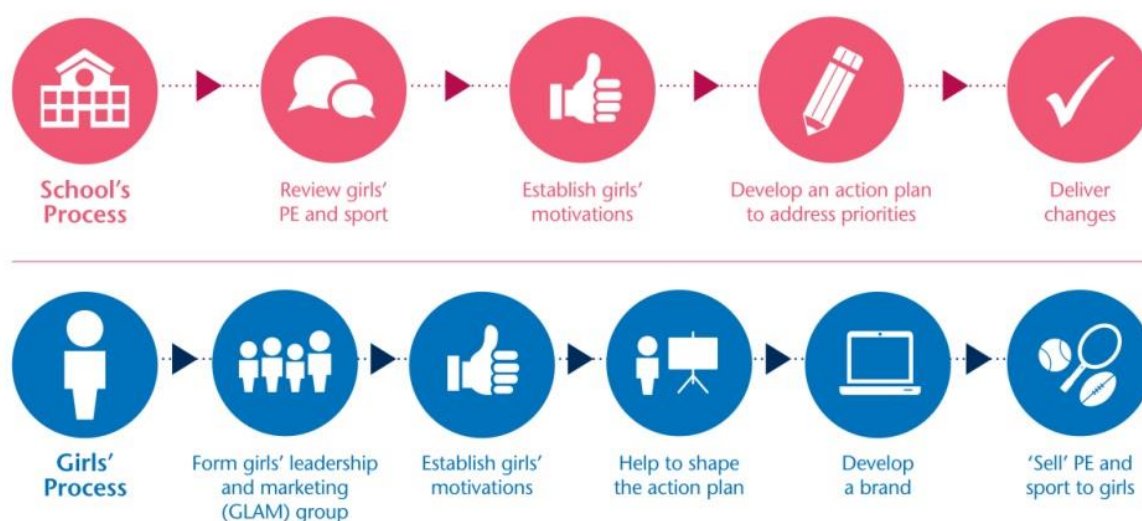 School's
Process
Review girls'
PE and sport
Establish girls'
motivations
Develop an action plan
to address priorities
Deliver
changes
Girls'
Process
Form girls' leadership
and marketing
(GLAM) group
Establish girls'
motivations
Help to shape
the action plan
Develop
a brand
'Sell' PE and
sport to girls